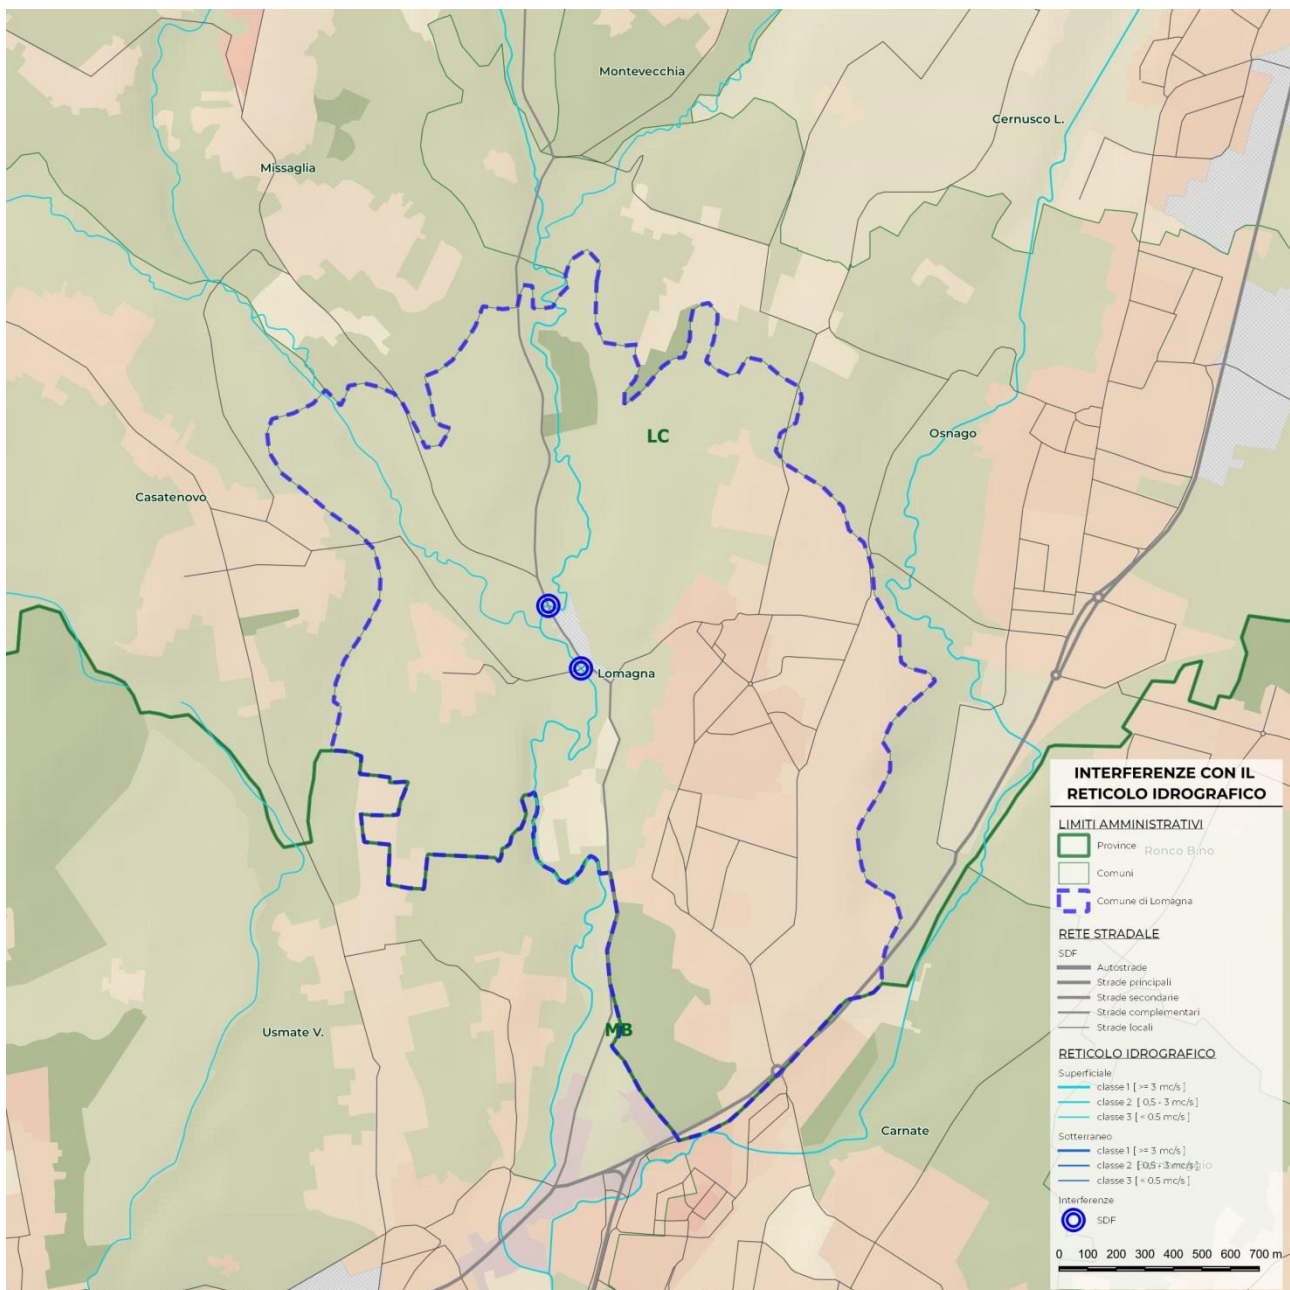 Montevecchia
Cernusco L.
Missaglia
LC
Osnago
Casatenovo
Lomagna
MB
Usmate V.
Carnate
INTERFERENZE CON IL
RETICOLO IDROGRAFICO
LIMITI AMMINISTRATIVI
Province
Ronco B.no
Comuni
Comune di Lomagna
RETE STRADALE
SDF
Autostrade
Strade principali
Strade secondarie
Strade complementari
Strade locali
RETICOLO IDROGRAFICO
Superficiale
classe 1 [ >= 3 mc/s ]
classe 2 [ 0,5 - 3 mc/s ]
classe 3 [ < 0.5 mc/s ]
Sotterraneo
classe 1 [ >= 3 mc/s ]
classe 2 [ 0,5 - 3 mc/s ]
classe 3 [ < 0.5 mc/s ]
Interferenze
SDF
0 100 200 300 400 500 600 700 m